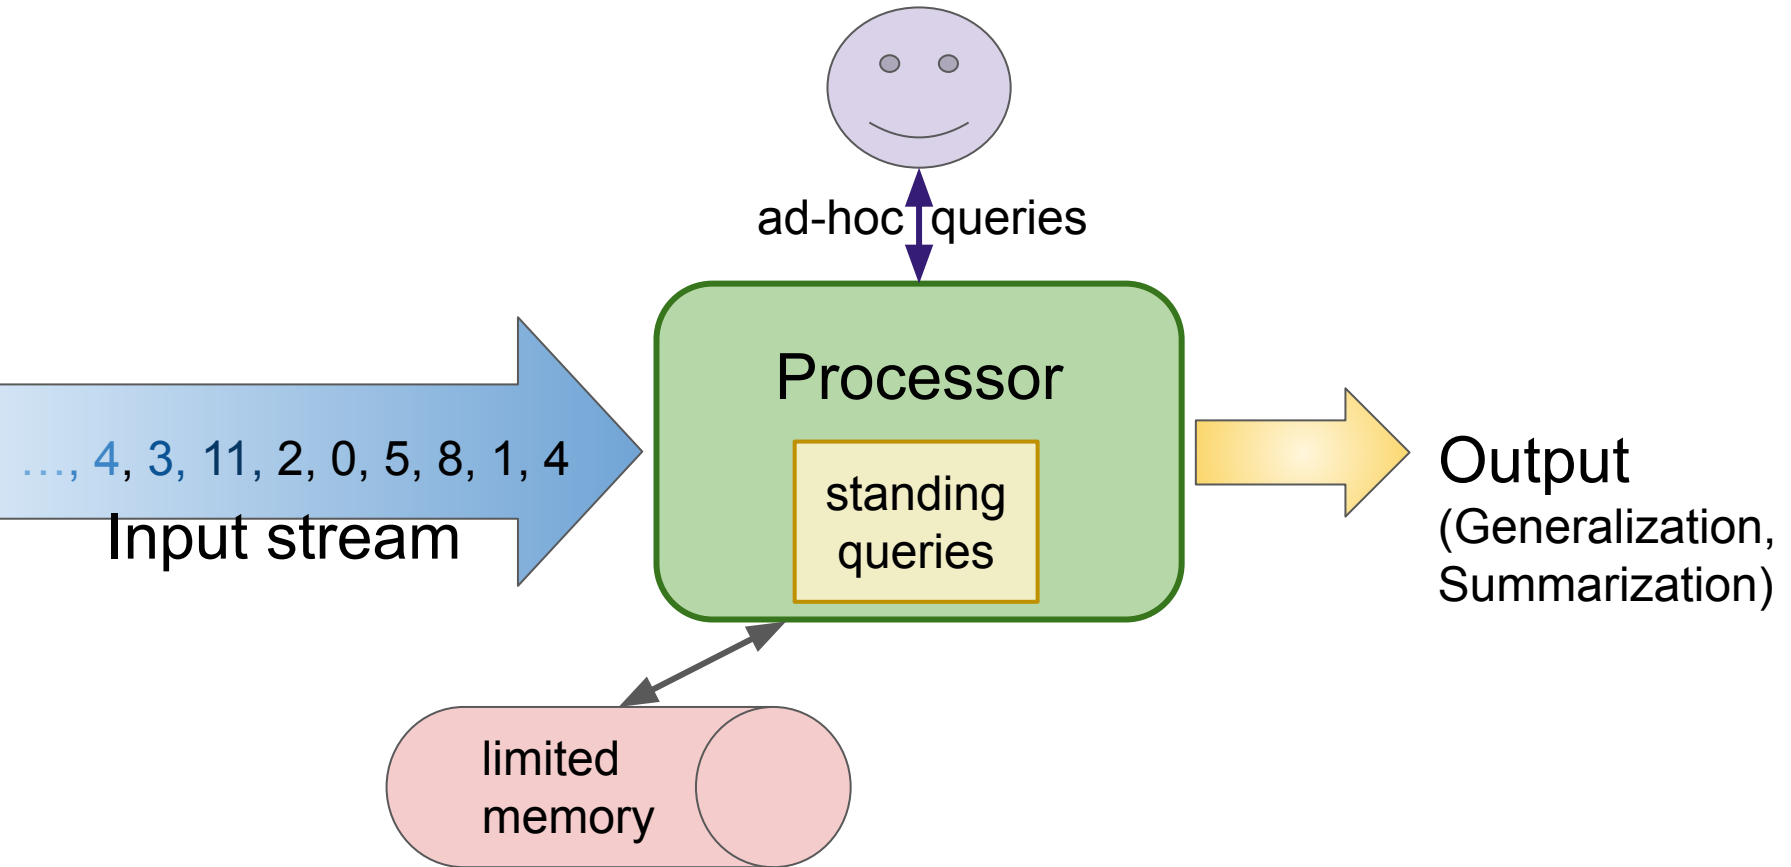 ad-hoc queries
Processor
…, 4, 3, 11, 2, 0, 5, 8, 1, 4
Input stream
standing
queries
Output
(Generalization,
Summarization)
limited
memory